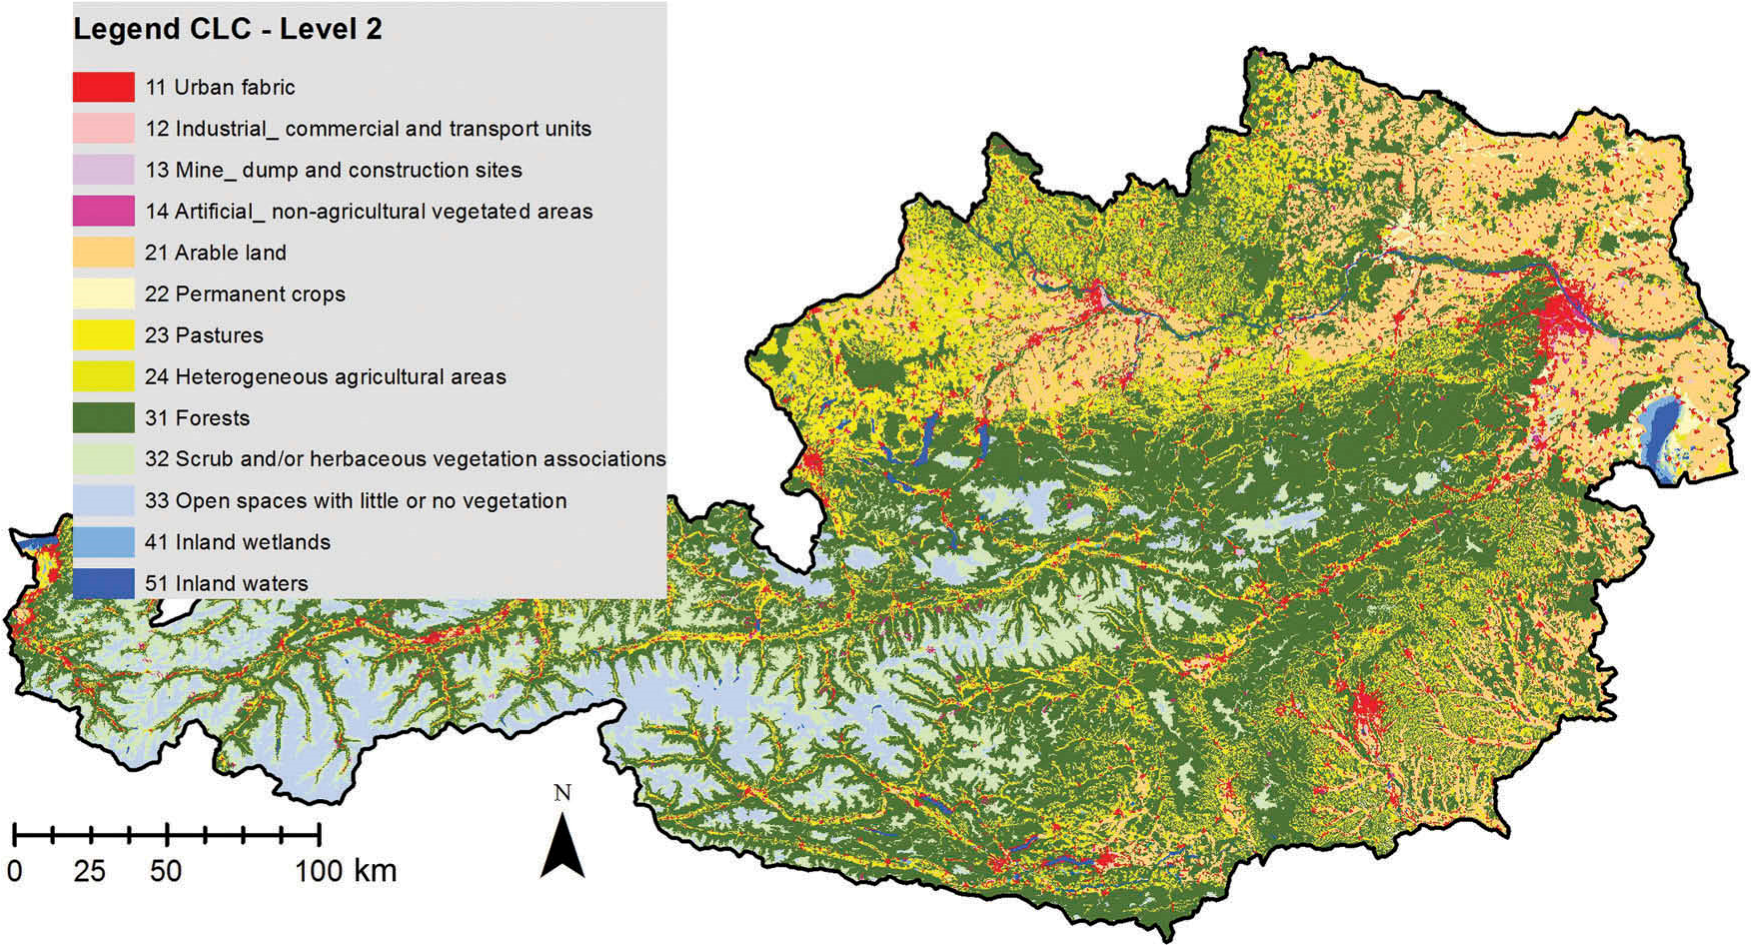 Legend CLC - Level 2
11 Urban fabric
12 Industrial_ commercial and transport units
13 Mine_ dump and construction sites
14 Artificial_ non-agricultural vegetated areas
21 Arable land
22 Permanent crops
23 Pastures
24 Heterogeneous agricultural areas
31 Forests
32 Scrub and/or herbaceous vegetation associations
33 Open spaces with little or no vegetation
41 Inland wetlands
51 Inland waters
N
0 25 50 100 km